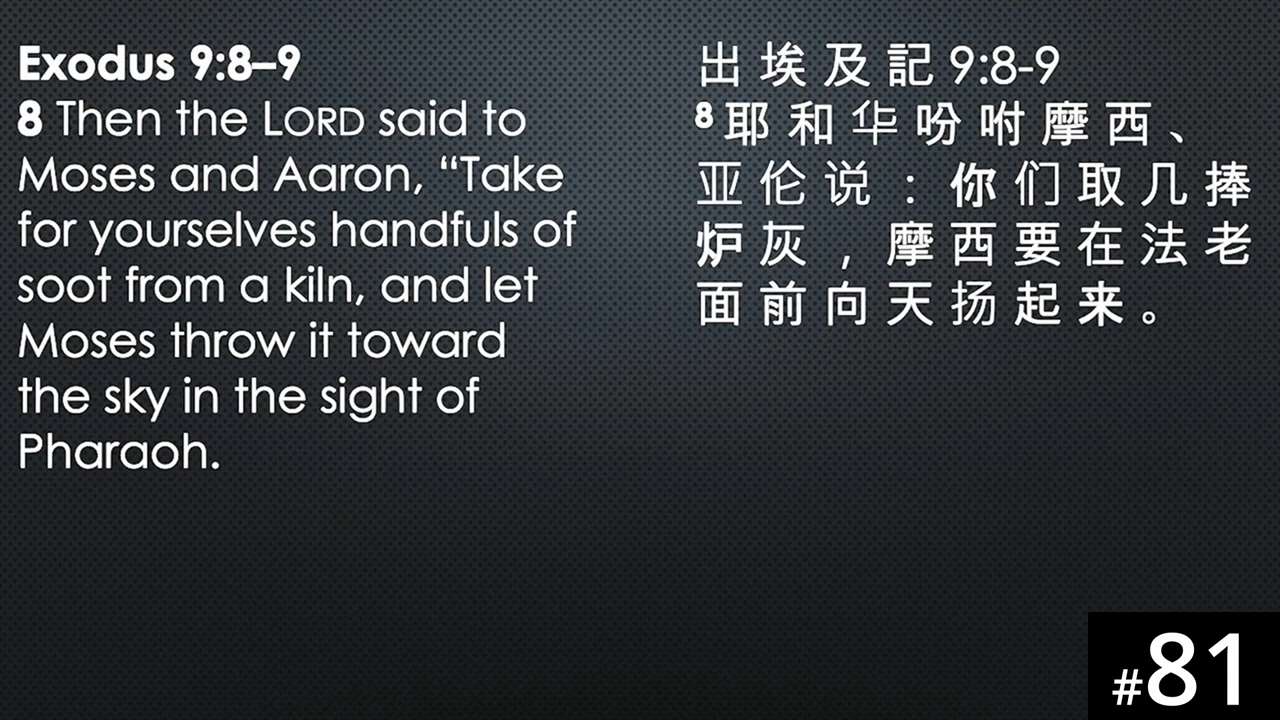 Exodus 9:8–9
8 Then the LORD said to
Moses and Aaron, “Take
for yourselves handfuls of
soot from a kiln, and let
Moses throw it toward
the sky in the sight of
Pharaoh.
出埃及記 9:8-9
8耶和华吩咐摩西、
亚伦说：你们取几捧
炉灰，摩西要在法老
面前向天扬起来。
#81